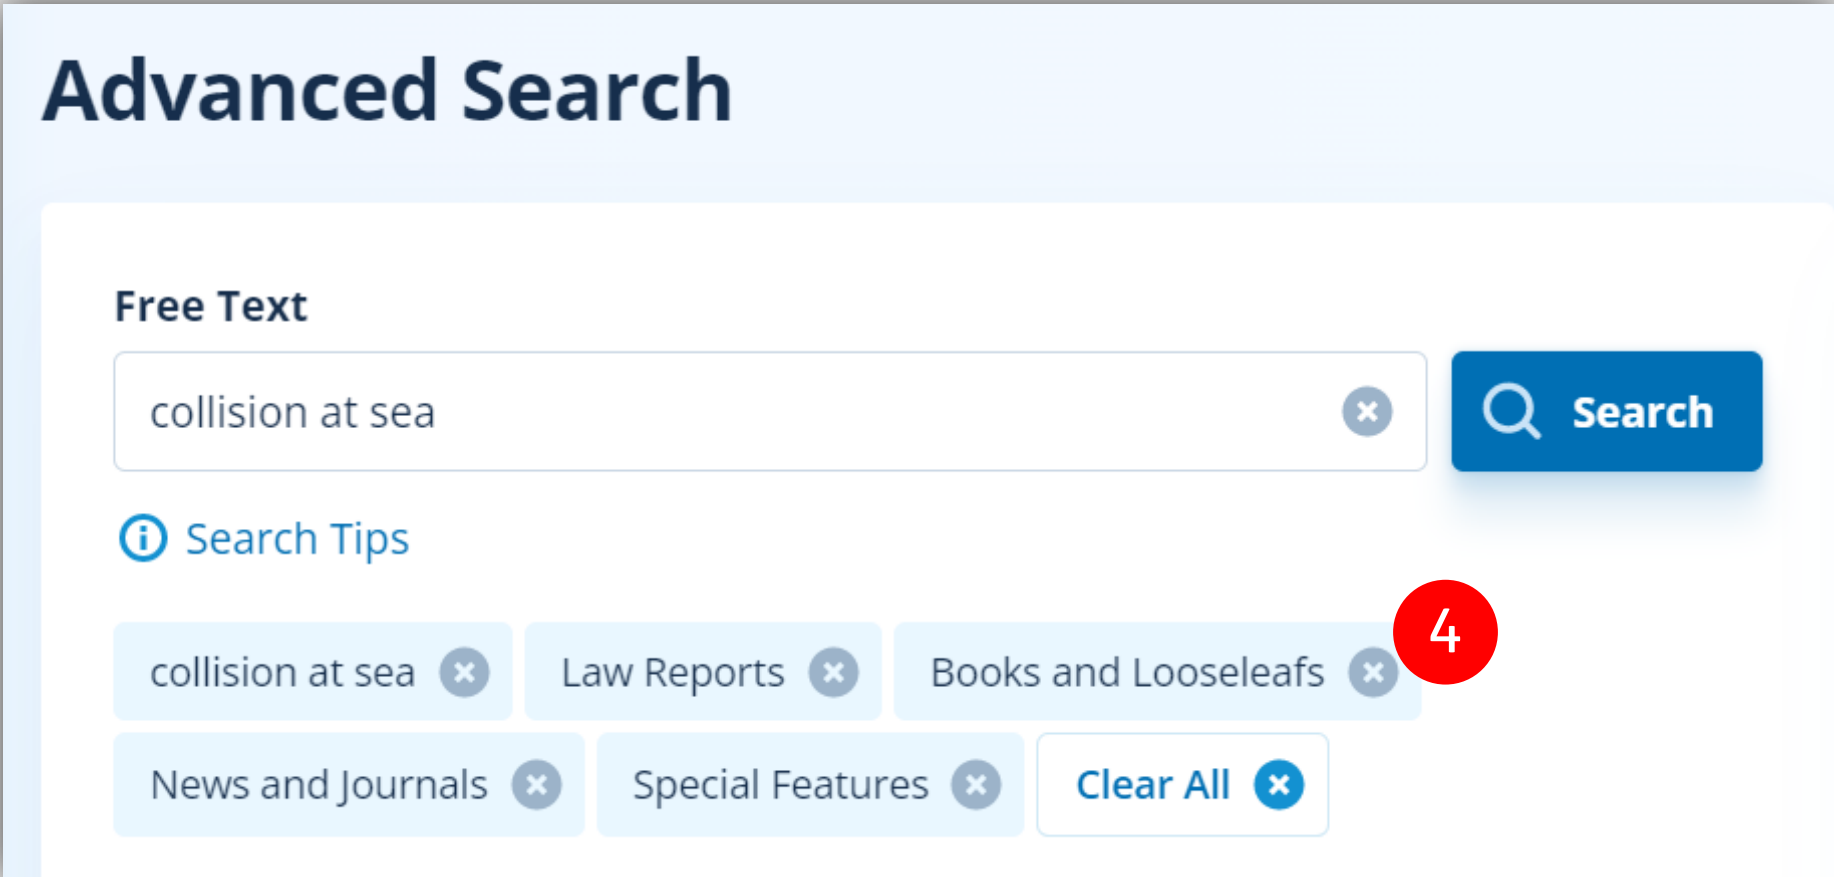 Advanced Search
Free Text
collision at sea
Search
Search Tips
4
collision at sea Law Reports Books and Looseleafs
News and Journals Special Features Clear All